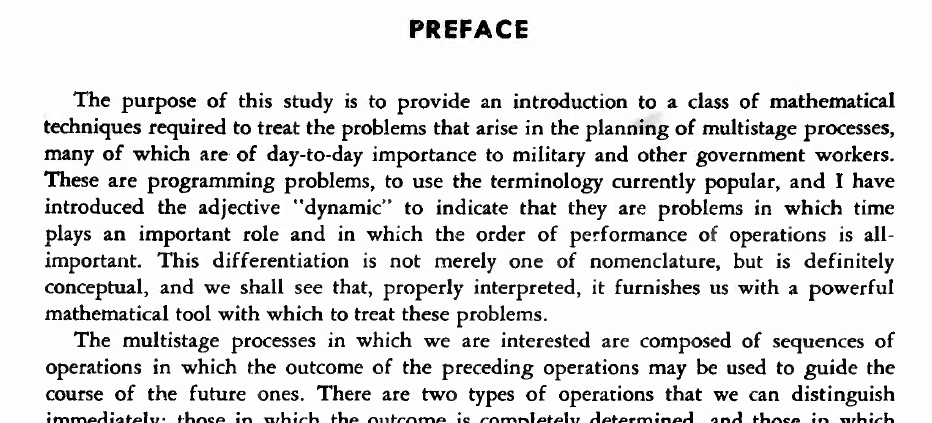 PREFACE
The purpose of this study is to provide an introduction to a class of mathematical
techniques required to treat the problems that arise in the planning of multistage processes,
many of which are of day-to-day importance to military and other government workers.
These are programming problems, to use the terminology currently popular, and I have
introduced the adjective "dynamic" to indicate that they are problems in which time
plays an important role and in which the order of performance of operations is all-
important. This differentiation is not merely one of nomenclature, but is definitely
conceptual, and we shall see that, properly interpreted, it furnishes us with a powerful
mathematical tool with which to treat these problems.
The multistage processes in which we are interested are composed of sequences of
operations in which the outcome of the preceding operations may be used to guide the
course of the future ones. There are two types of operations that we can distinguish
immediately: those in which the outcome is completely determined, and those in which